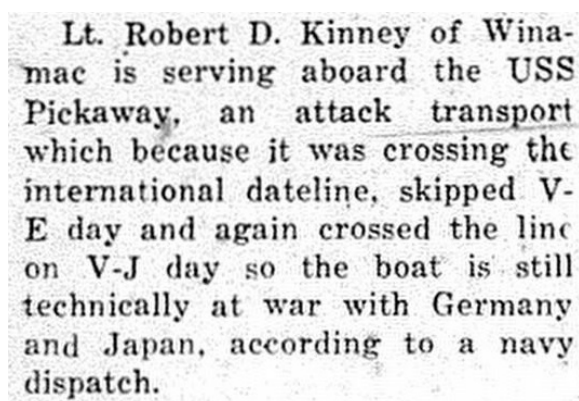 Lt. Robert D. Kinney of Wina-
mac is serving aboard the USS
Pickaway, an attack transport
which because it was crossing the
international dateline, skipped V-
E day and again crossed the line
on V-J day so the boat is still
technically at war with Germany
and Japan, according to a navy
dispatch.